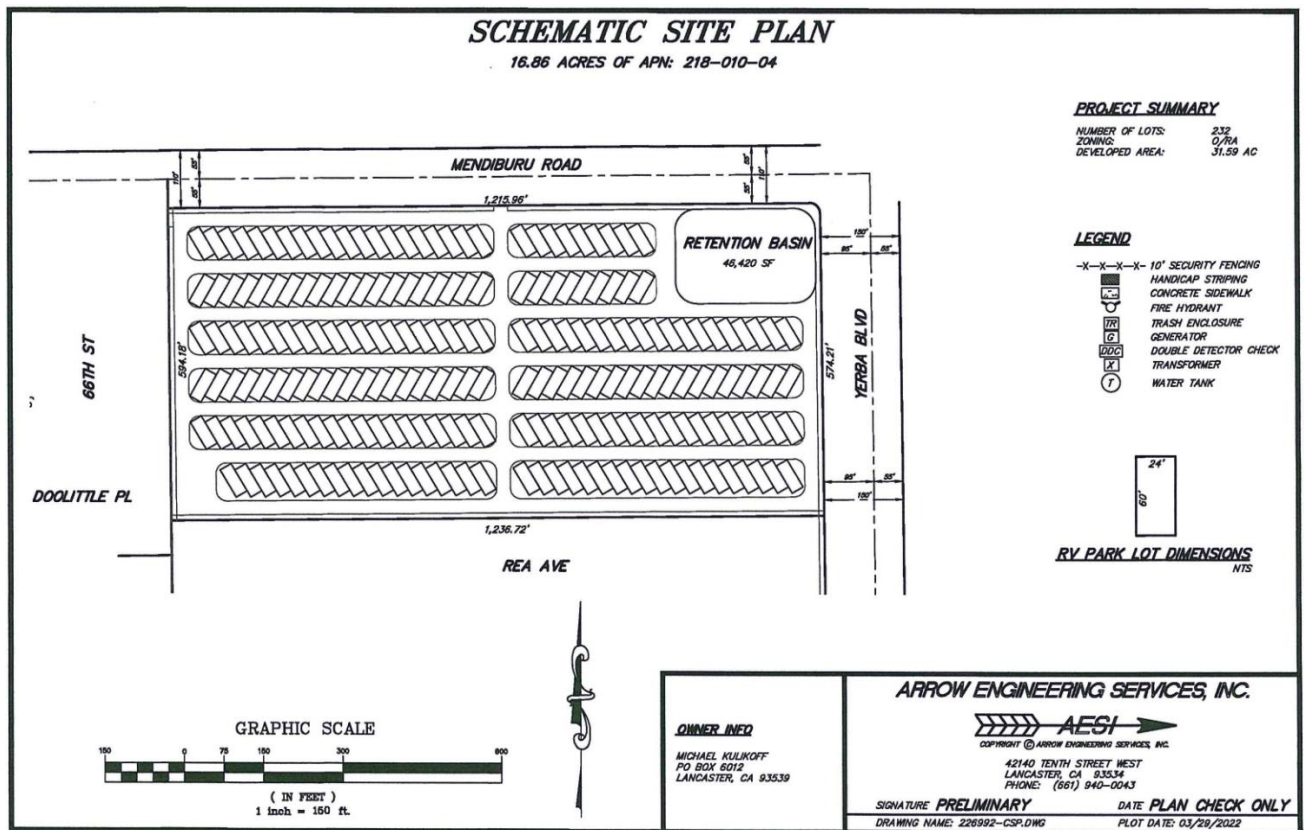 SCHEMATIC SITE PLAN
16.86 ACRES OF APN: 218-010-04
PROJECT SUMMARY
NUMBER OF LOTS: 232
ZONING: O/RA
DEVELOPED AREA: 31.59 AC
MENDIBURU ROAD
110'
55'
55'
55'
55'
110'
1,215.96'
RETENTION BASIN
46,420 SF
150'
95' 55'
66TH ST
594.18'
574.21'
YERBA BLVD
DOOLITTLE PL
95' 55'
150'
1,236.72'
REA AVE
LEGEND
-X-X-X-X- 10' SECURITY FENCING
HANDICAP STRIPING
CONCRETE SIDEWALK
FIRE HYDRANT
TR TRASH ENCLOSURE
G GENERATOR
DDC DOUBLE DETECTOR CHECK
X TRANSFORMER
T WATER TANK
24'
60'
RV PARK LOT DIMENSIONS
NTS
GRAPHIC SCALE
150 0 75 150 300 600
( IN FEET )
1 inch = 150 ft.
OWNER INFO
MICHAEL KULIKOFF
PO BOX 6012
LANCASTER, CA 93539
ARROW ENGINEERING SERVICES, INC.
AESI
COPYRIGHT © ARROW ENGINEERING SERVICES, INC.
42140 TENTH STREET WEST
LANCASTER, CA 93534
PHONE: (661) 940-0043
SIGNATURE PRELIMINARY DATE PLAN CHECK ONLY
DRAWING NAME: 226992-CSP.DWG PLOT DATE: 03/29/2022